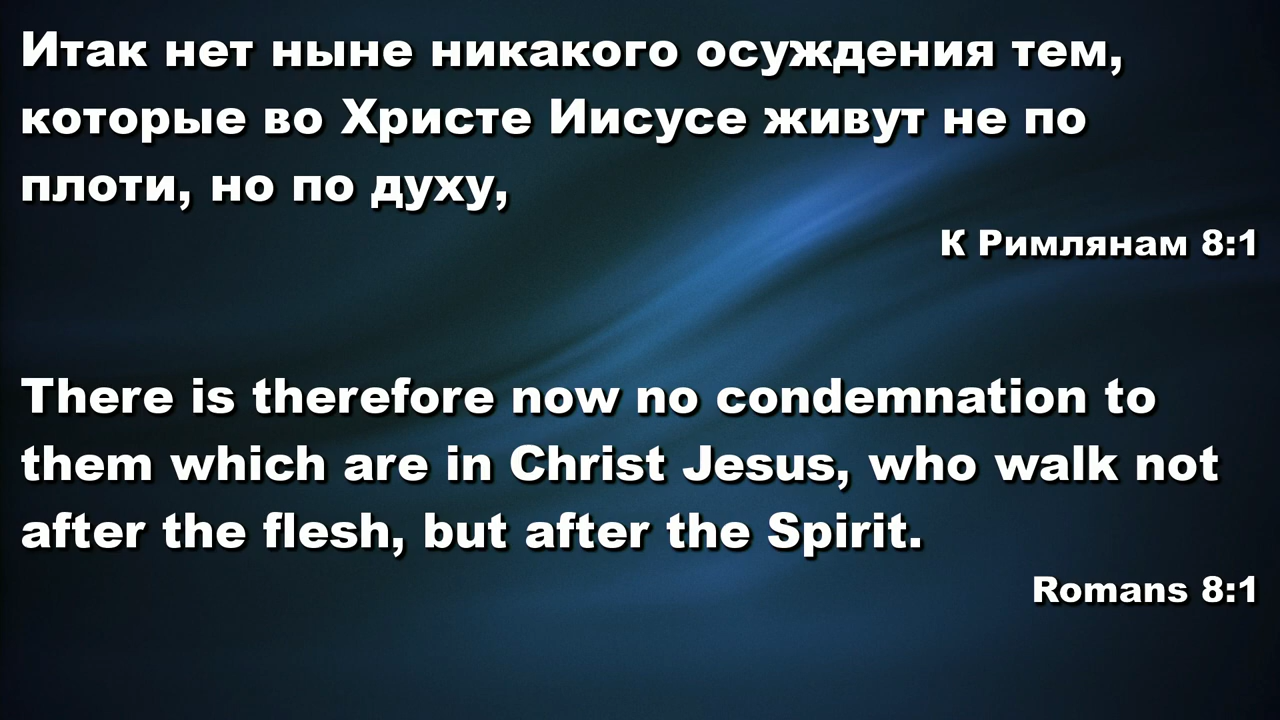 Итак нет ныне никакого осуждения тем,
которые во Христе Иисусе живут не по
плоти, но по духу,
К Римлянам 8:1
There is therefore now no condemnation to
them which are in Christ Jesus, who walk not
after the flesh, but after the Spirit.
Romans 8:1